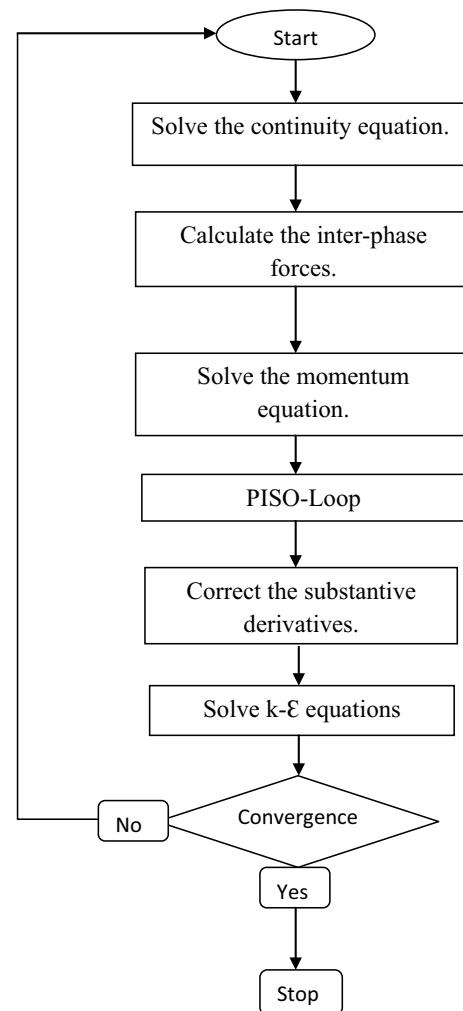 Start
Solve the continuity equation.
Calculate the inter-phase
forces.
Solve the momentum
equation.
PISO-Loop
Correct the substantive
derivatives.
Solve k-Ɛ equations
Convergence
No
Yes
Stop